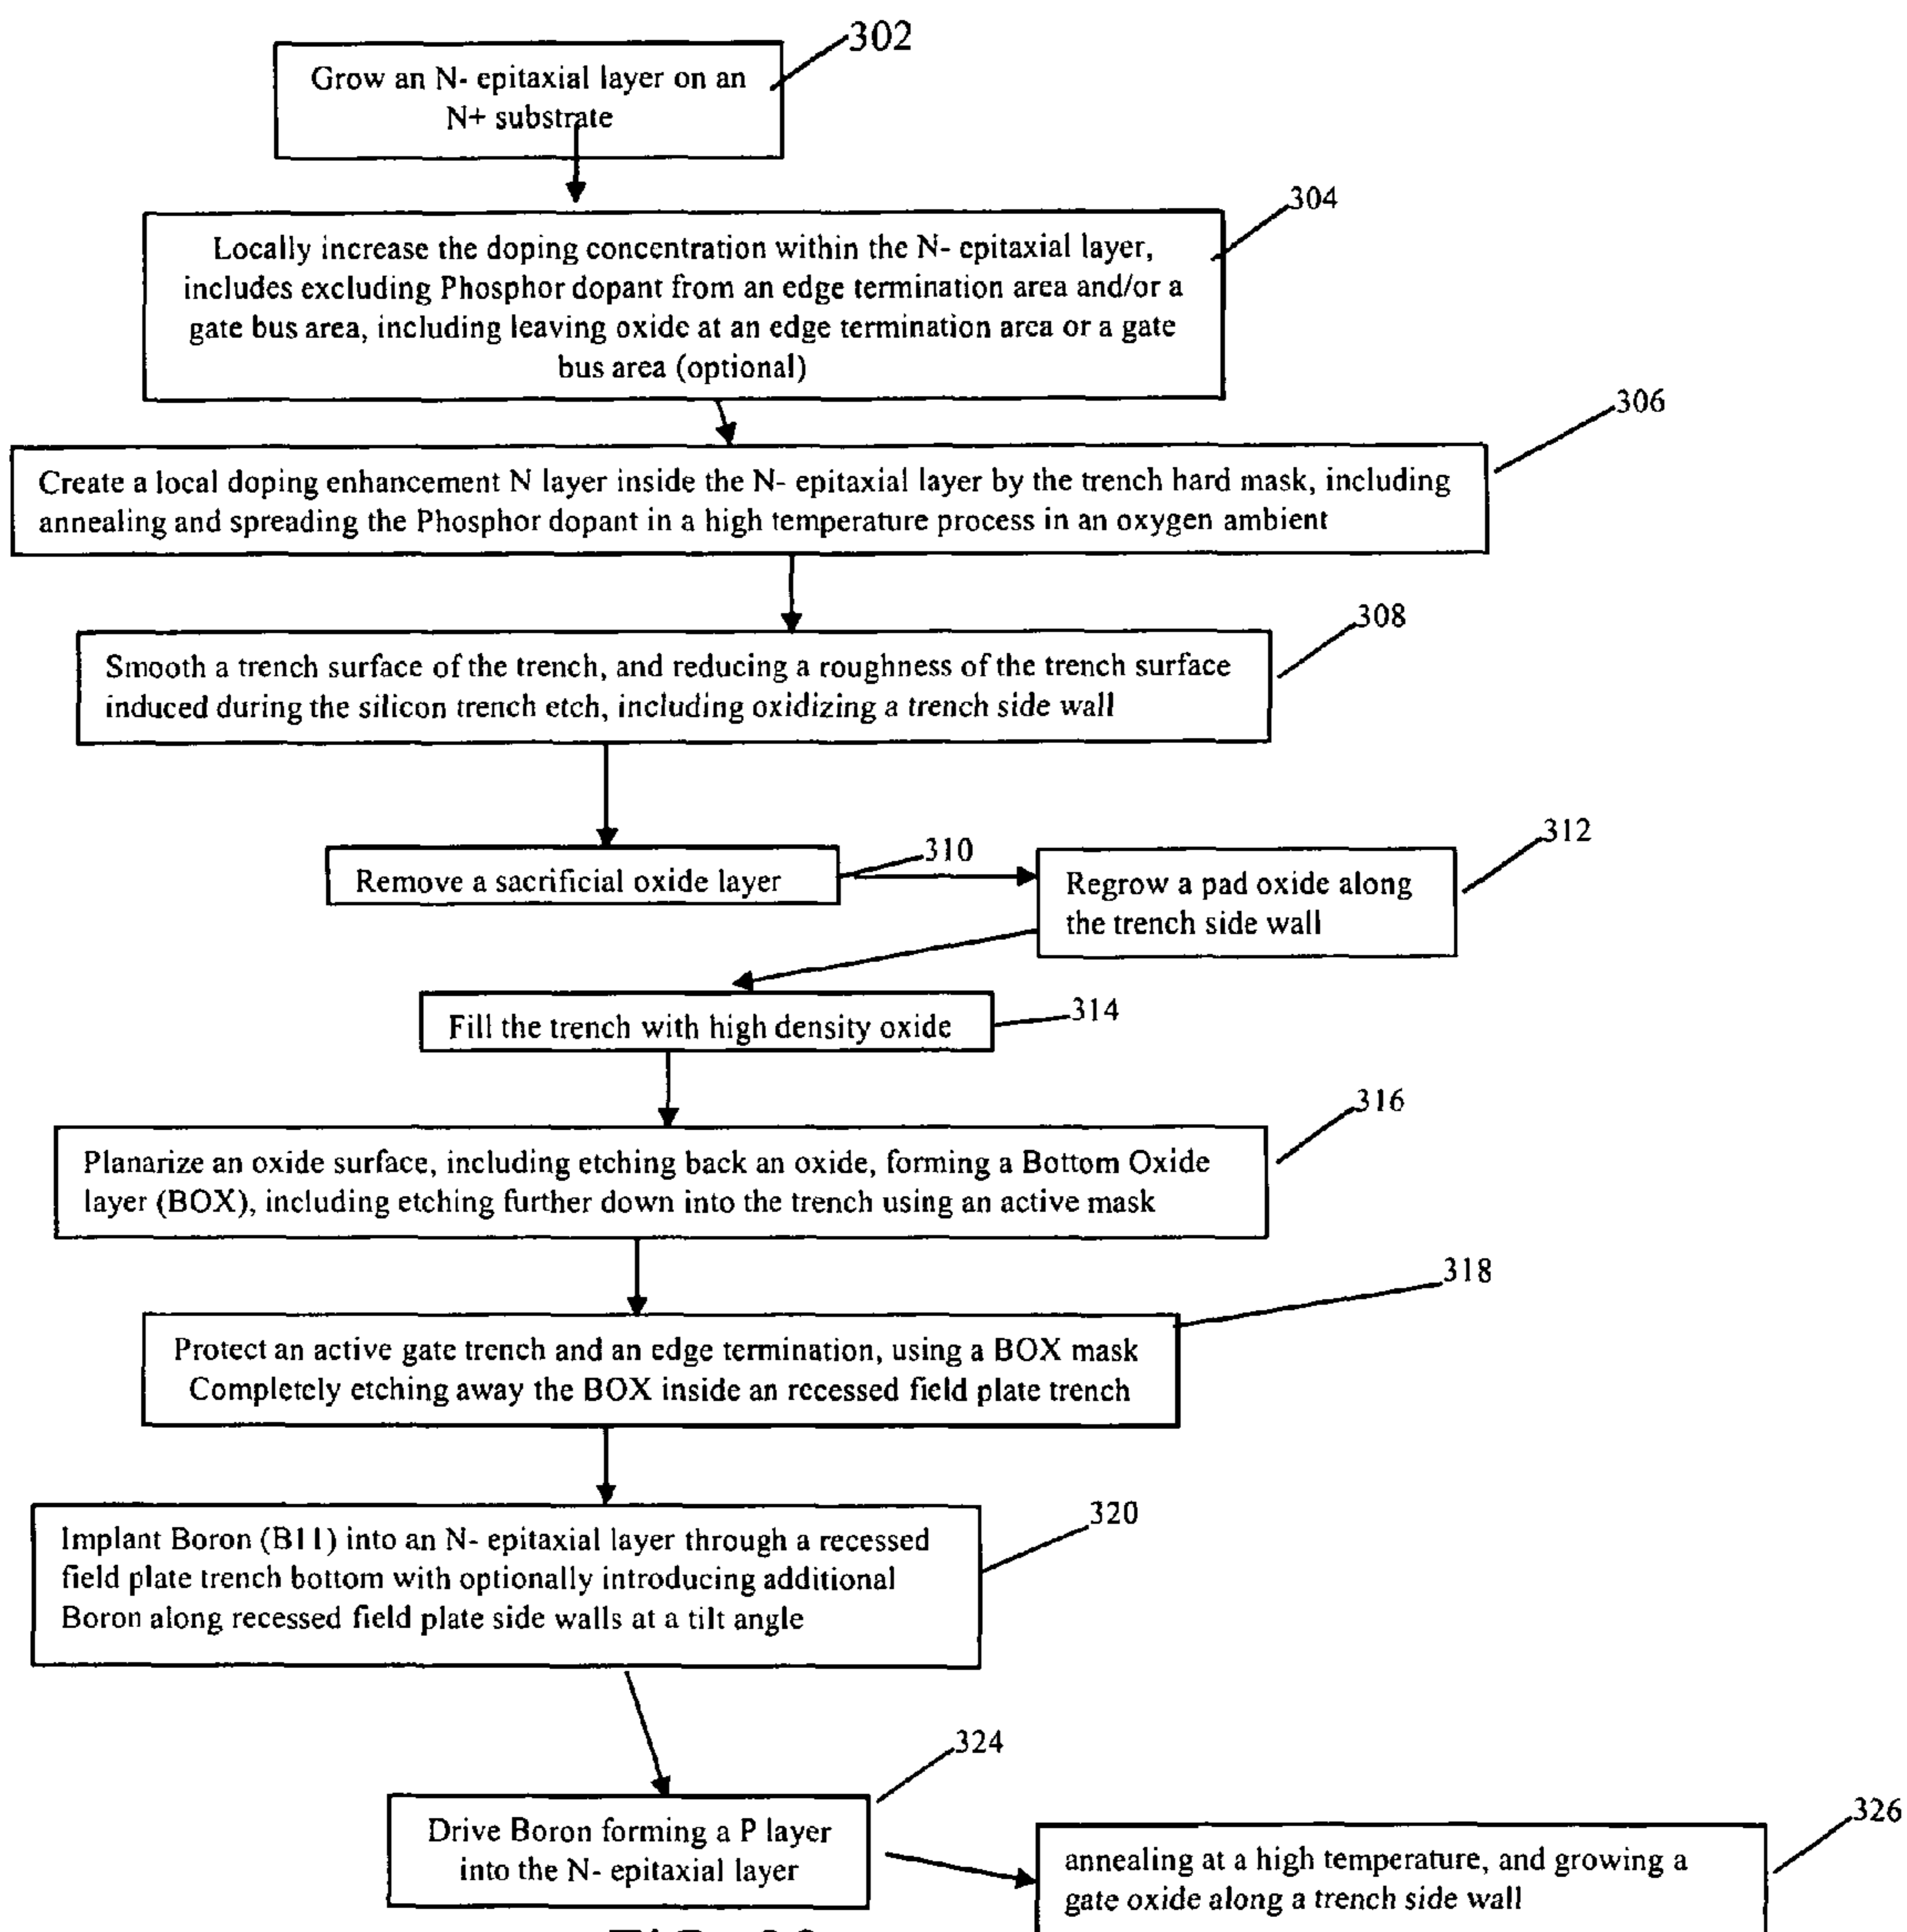 302
Grow an N- epitaxial layer on an
N+ substrate
304
Locally increase the doping concentration within the N- epitaxial layer,
includes excluding Phosphor dopant from an edge termination area and/or a
gate bus area, including leaving oxide at an edge termination area or a gate
bus area (optional)
306
Create a local doping enhancement N layer inside the N- epitaxial layer by the trench hard mask, including
annealing and spreading the Phosphor dopant in a high temperature process in an oxygen ambient
308
Smooth a trench surface of the trench, and reducing a roughness of the trench surface
induced during the silicon trench etch, including oxidizing a trench side wall
310
Remove a sacrificial oxide layer
312
Regrow a pad oxide along
the trench side wall
314
Fill the trench with high density oxide
316
Planarize an oxide surface, including etching back an oxide, forming a Bottom Oxide
layer (BOX), including etching further down into the trench using an active mask
318
Protect an active gate trench and an edge termination, using a BOX mask
Completely etching away the BOX inside an recessed field plate trench
320
Implant Boron (B11) into an N- epitaxial layer through a recessed
field plate trench bottom with optionally introducing additional
Boron along recessed field plate side walls at a tilt angle
324
Drive Boron forming a P layer
into the N- epitaxial layer
326
annealing at a high temperature, and growing a
gate oxide along a trench side wall